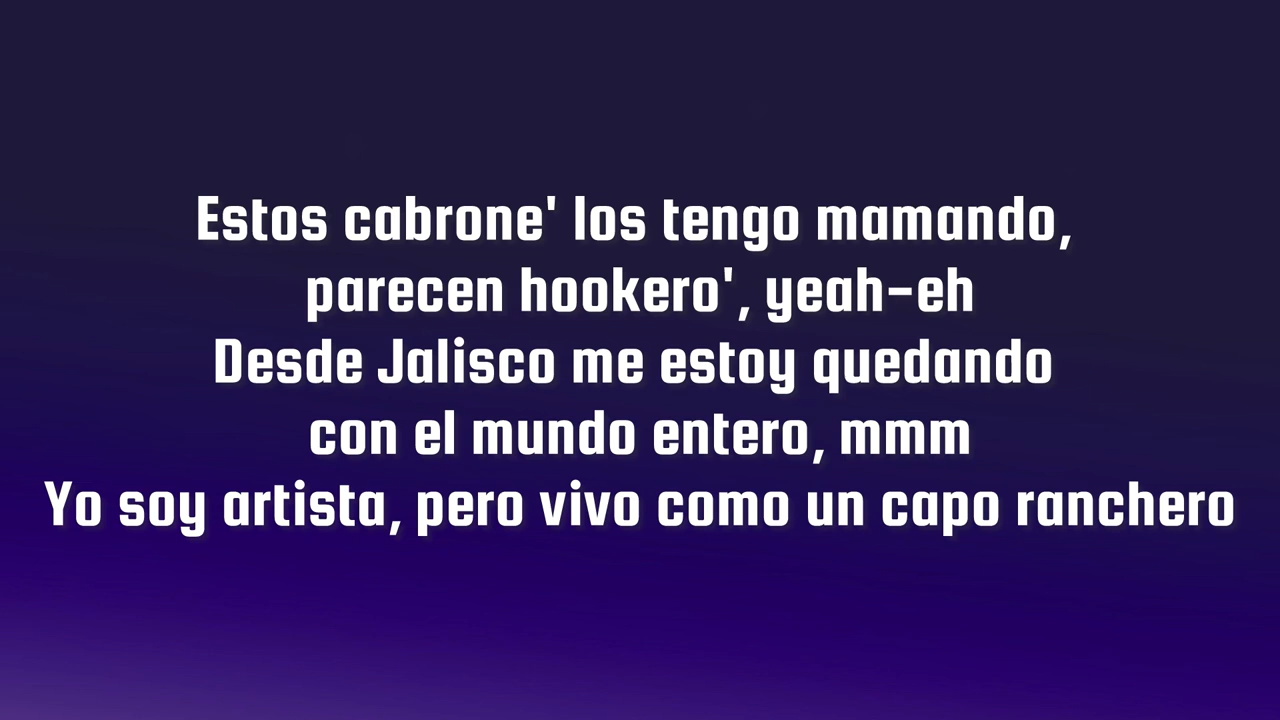 Estos cabrone' los tengo mamando,
parecen hookero', yeah-eh
Desde Jalisco me estoy quedando
con el mundo entero, mmm
Yo soy artista, pero vivo como un capo ranchero